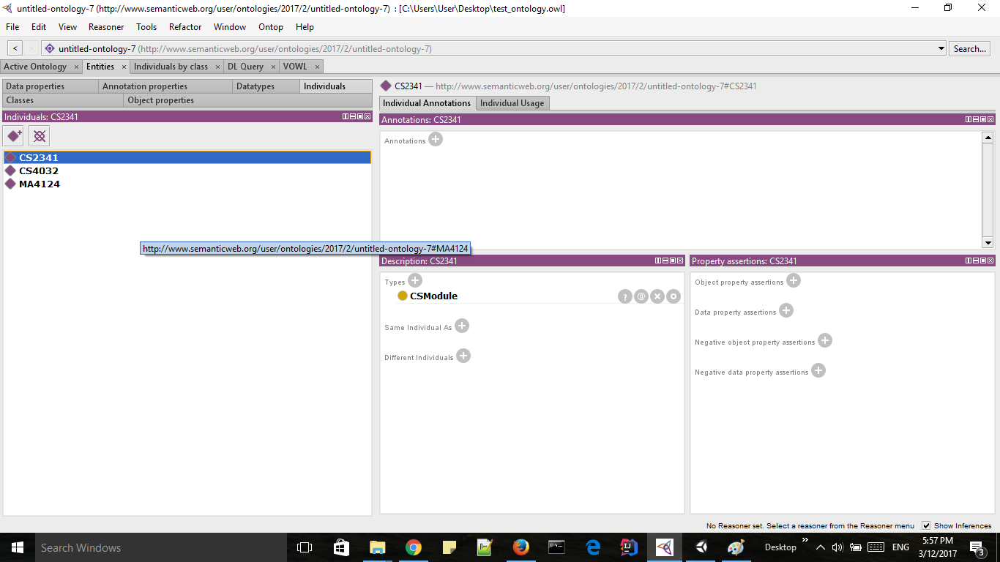 untitled-ontology-7 (http://www.semanticweb.org/user/ontologies/2017/2/untitled-ontology-7) : [C:\Users\User\Desktop\test_ontology.owl]
File Edit View Reasoner Tools Refactor Window Ontop Help
< > untitled-ontology-7 (http://www.semanticweb.org/user/ontologies/2017/2/untitled-ontology-7) Search...
Active Ontology × Entities × Individuals by class × DL Query × VOWL ×
Data properties Annotation properties Datatypes Individuals
Classes Object properties
Individuals: CS2341
CS2341
CS4032
MA4124
http://www.semanticweb.org/user/ontologies/2017/2/untitled-ontology-7#MA4124
CS2341 — http://www.semanticweb.org/user/ontologies/2017/2/untitled-ontology-7#CS2341
Individual Annotations Individual Usage
Annotations: CS2341
Annotations +
Description: CS2341
Types +
CSModule ? @ × o
Same Individual As +
Different Individuals +
Property assertions: CS2341
Object property assertions +
Data property assertions +
Negative object property assertions +
Negative data property assertions +
No Reasoner set. Select a reasoner from the Reasoner menu Show Inferences
Search Windows
Desktop » ENG 5:57 PM
3/12/2017 3